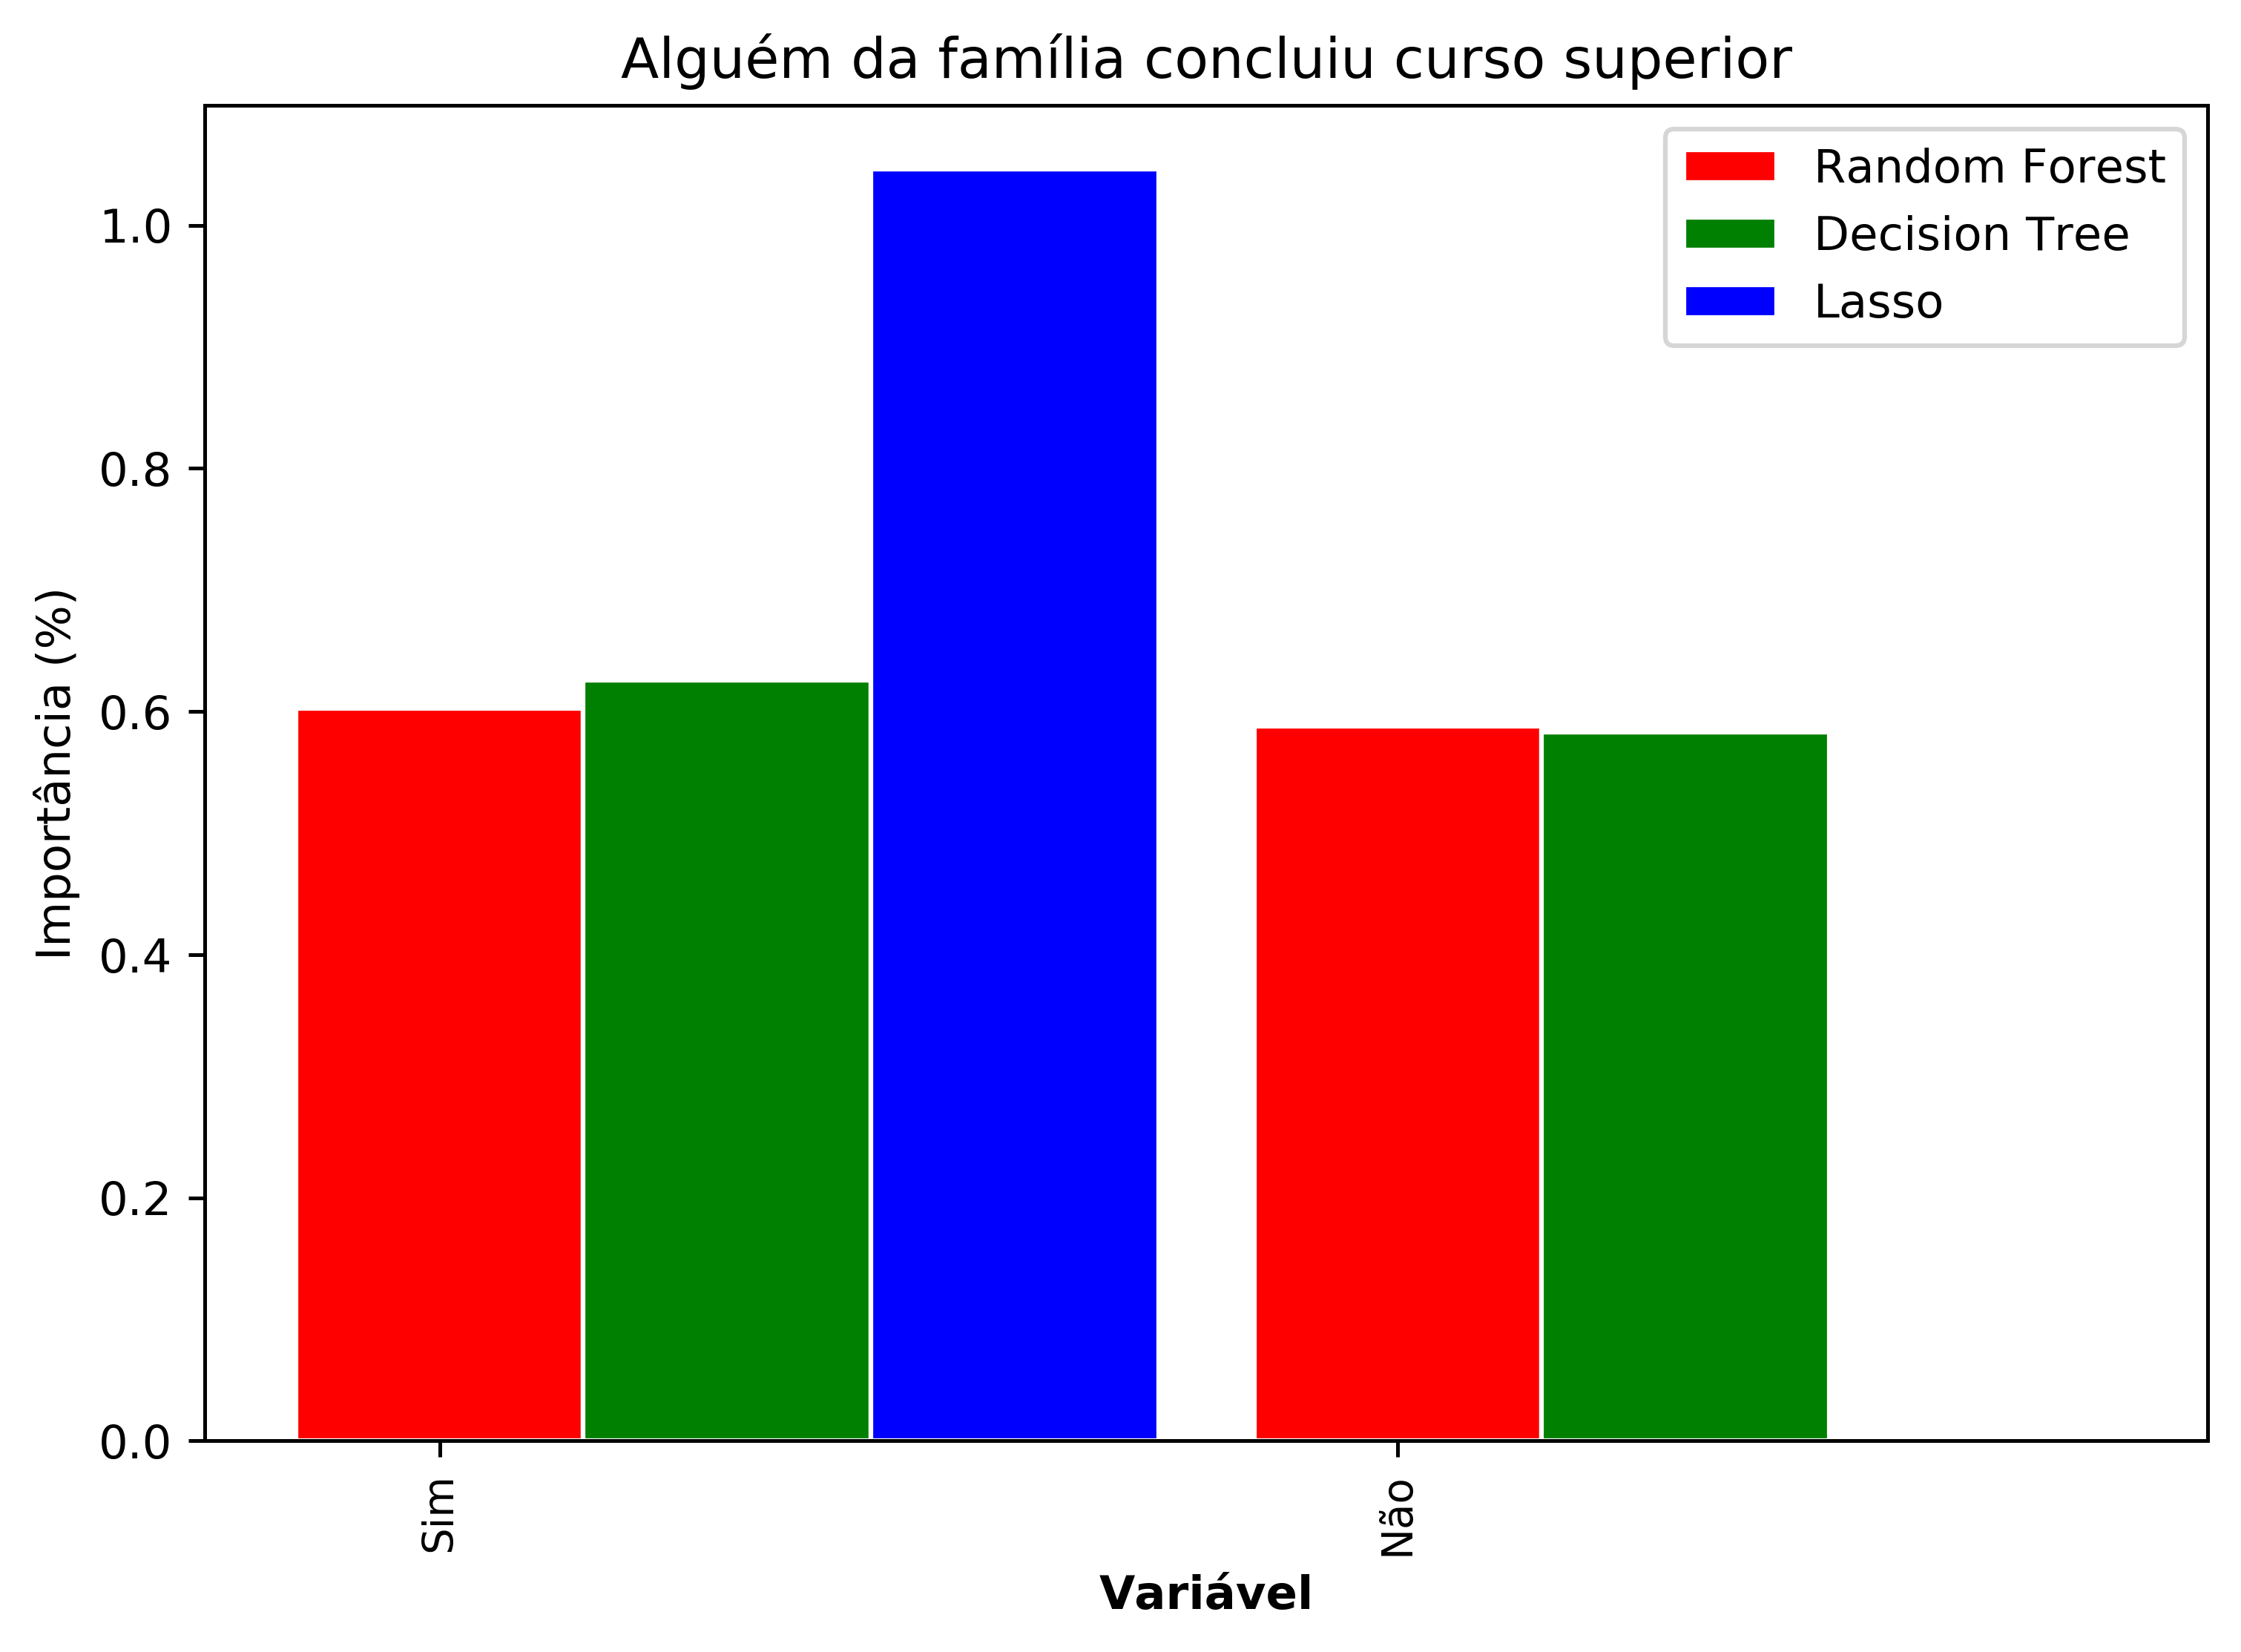 Alguém da família concluiu curso superior
Random Forest
Decision Tree
Lasso
Importância (%)
1.0
0.8
0.6
0.4
0.2
0.0
Sim
Não
Variável